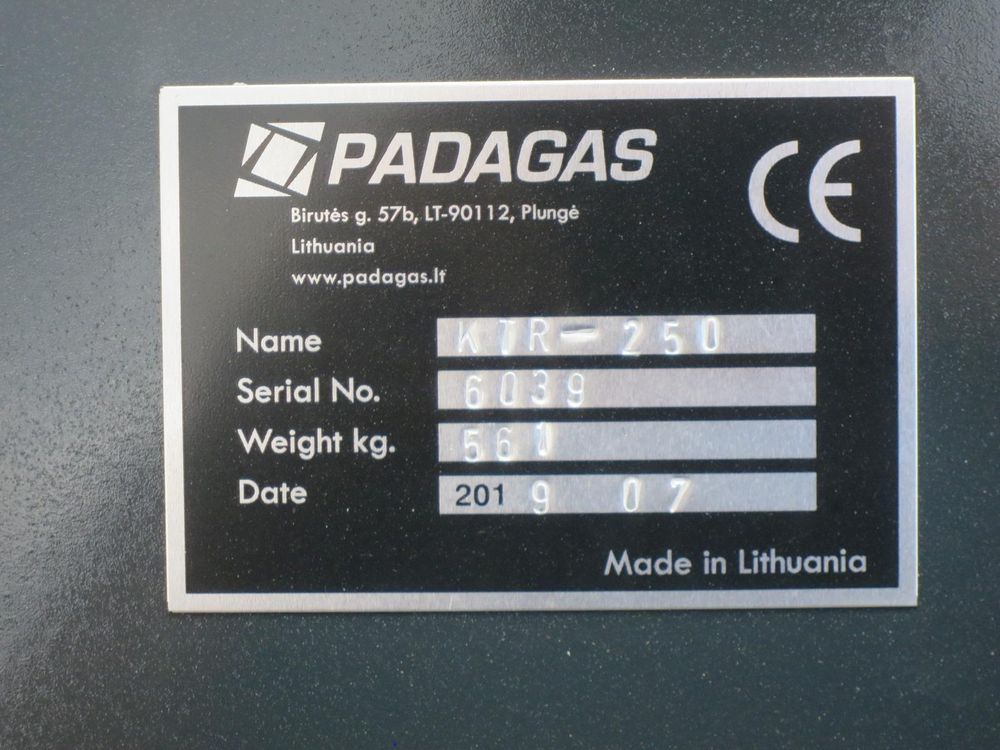 PADAGAS
CE
Birutės g. 57b, LT-90112, Plungė
Lithuania
www.padagas.lt
Name KTR-250
Serial No. 6039
Weight kg. 561
Date 2019 07
Made in Lithuania